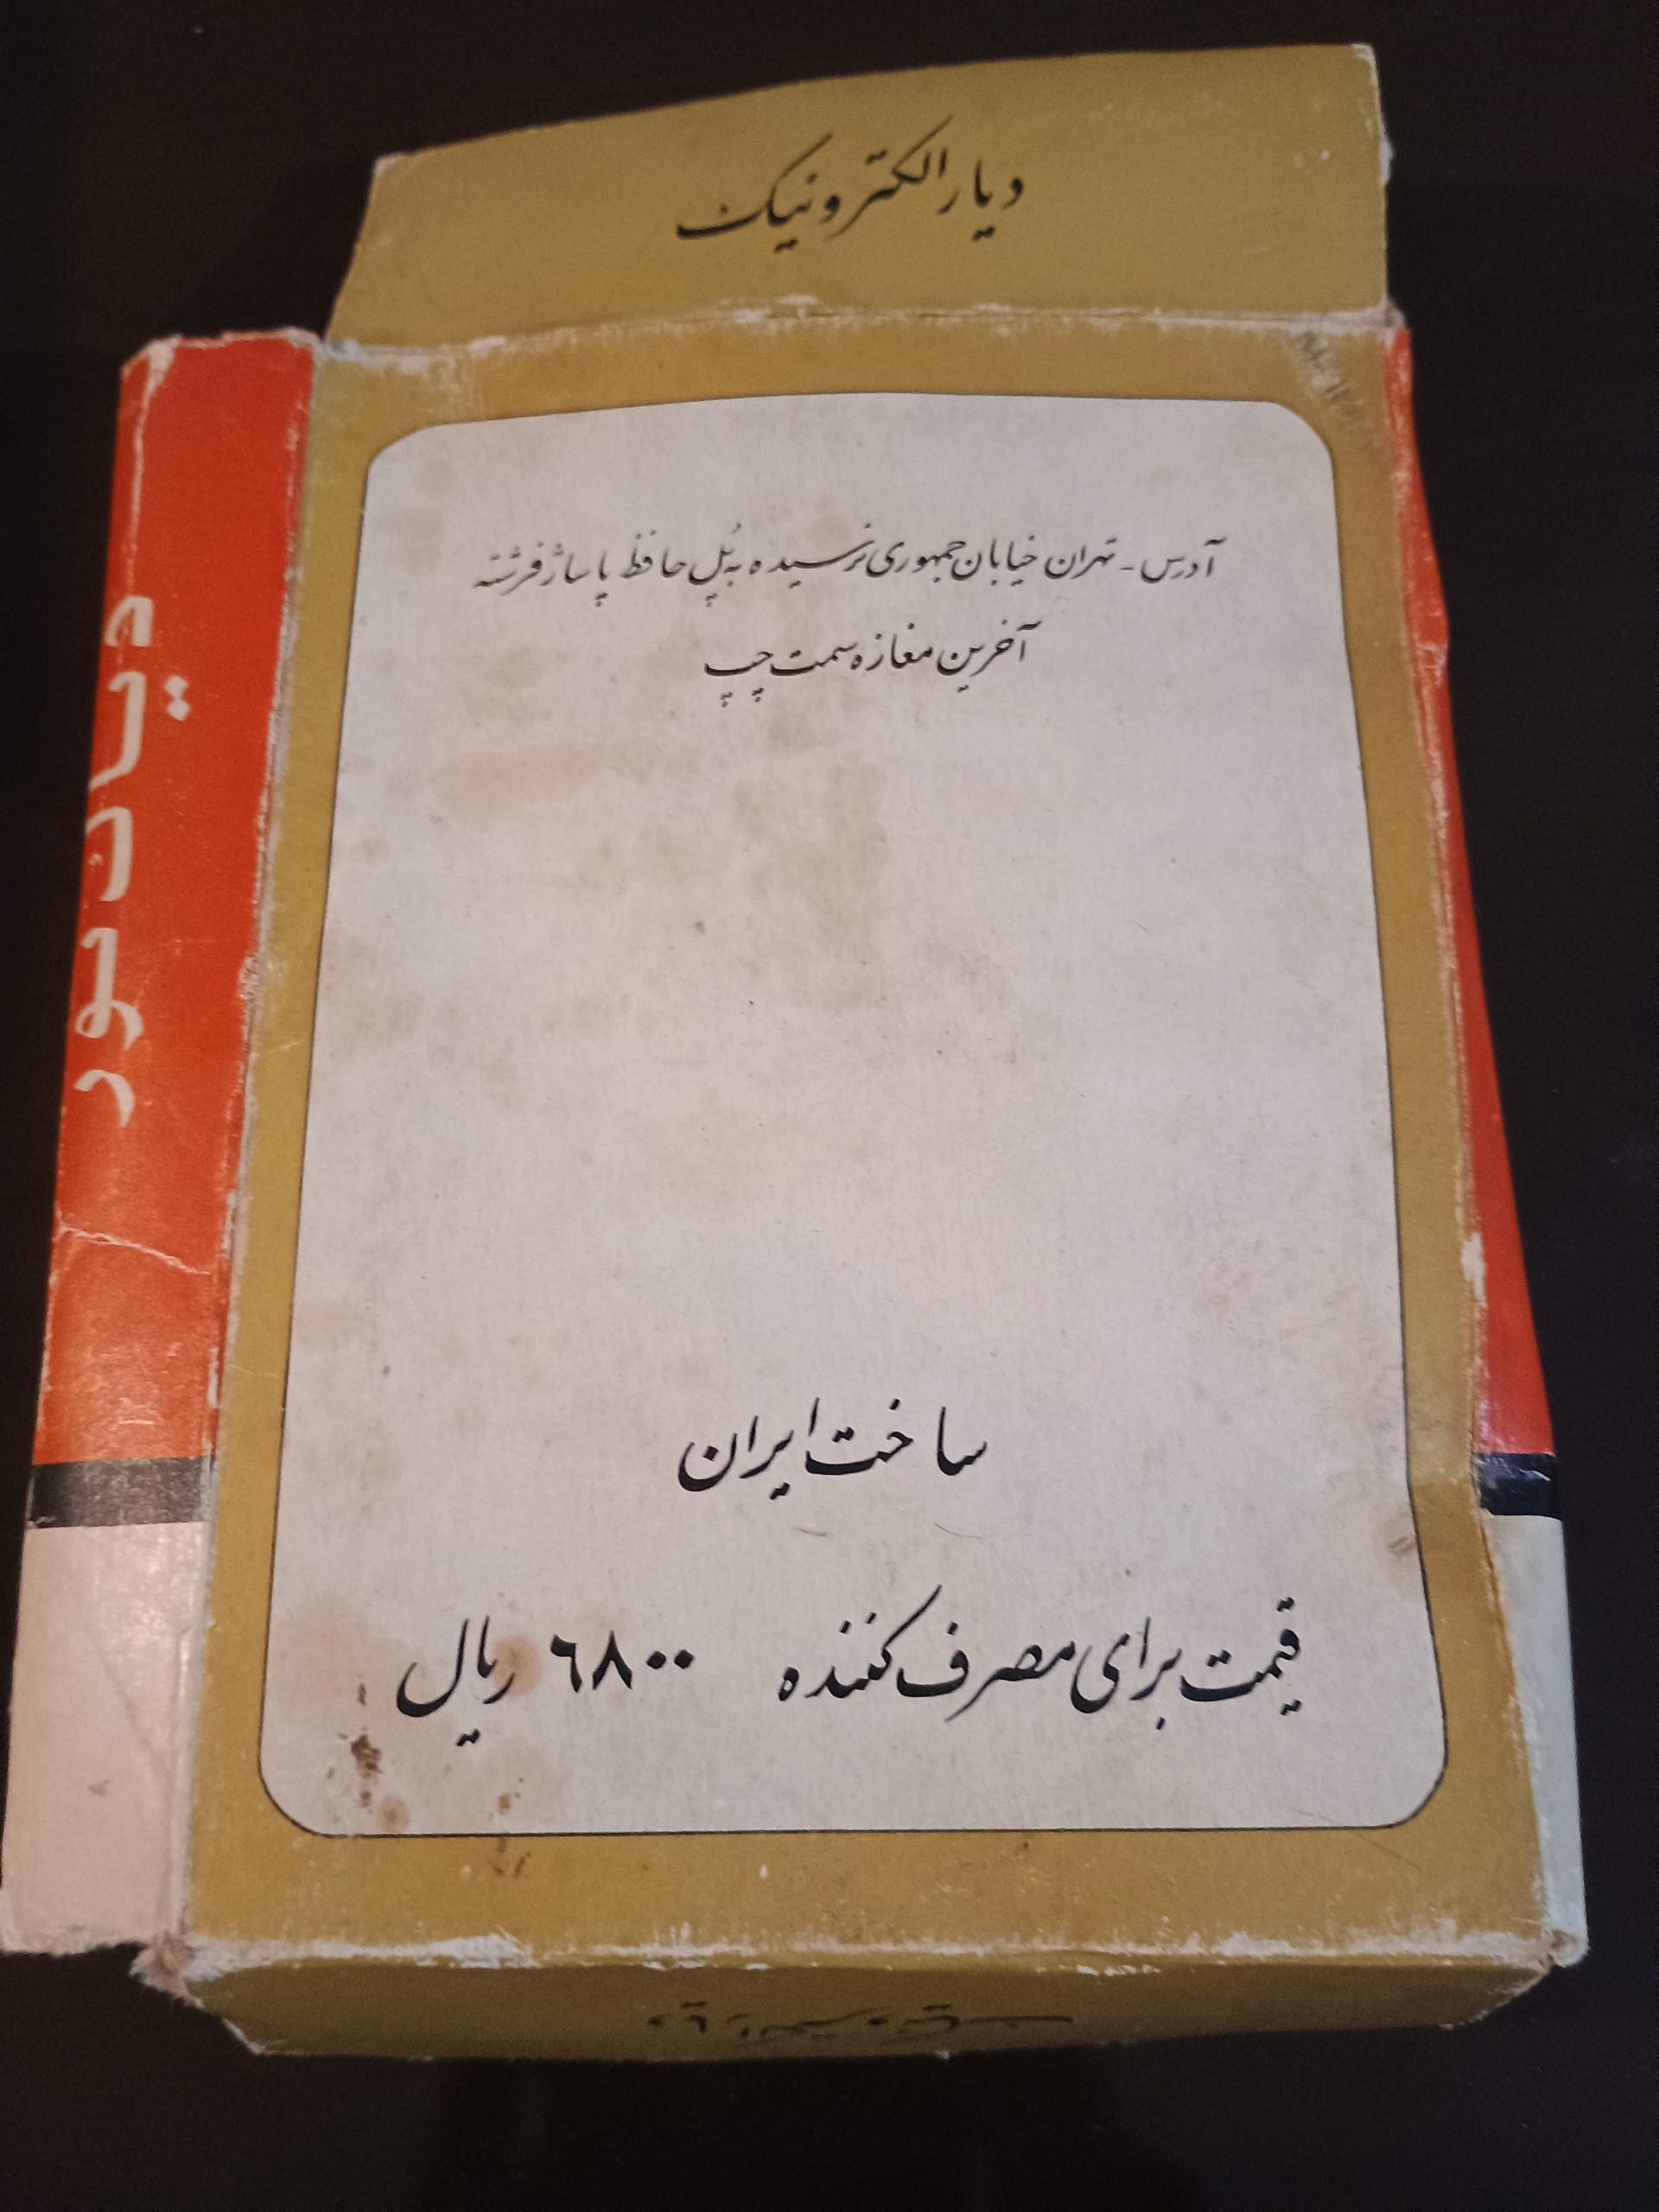 دیار الکترونیک
آدرس - تهران خیابان جمهوری نرسیده به پُل حافظ پاساژ فرشته
آخرین مغازه سمت چپ
ساخت ایران
قیمت برای مصرف کننده ۶۸۰۰ ریال